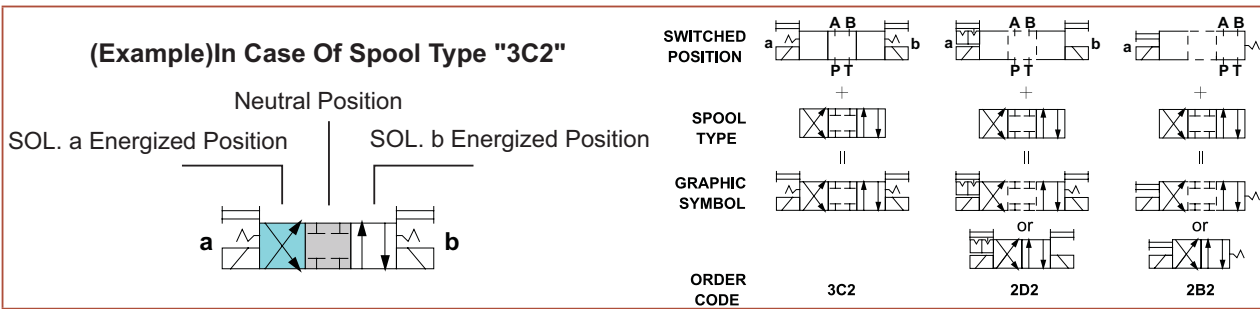 (Example)In Case Of Spool Type "3C2"
Neutral Position
SOL. a Energized Position
SOL. b Energized Position
a
b
SWITCHED
POSITION
A B
a
b
P T
A B
a
b
P T
A B
a
P T
SPOOL
TYPE
GRAPHIC
SYMBOL
or
or
ORDER
CODE
3C2
2D2
2B2